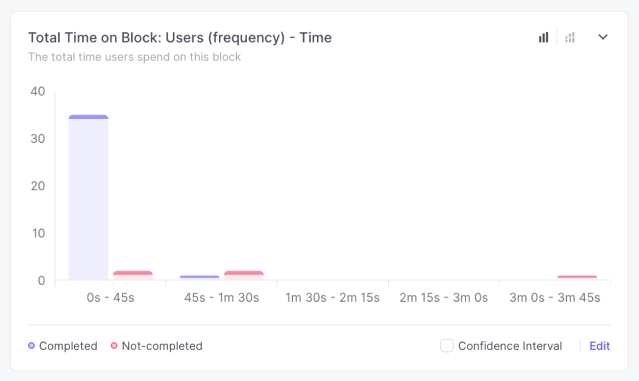 Total Time on Block: Users (frequency) - Time
The total time users spend on this block
40
30
20
10
0
0s - 45s 45s - 1m 30s 1m 30s - 2m 15s 2m 15s - 3m 0s 3m 0s - 3m 45s
Completed Not-completed Confidence Interval Edit